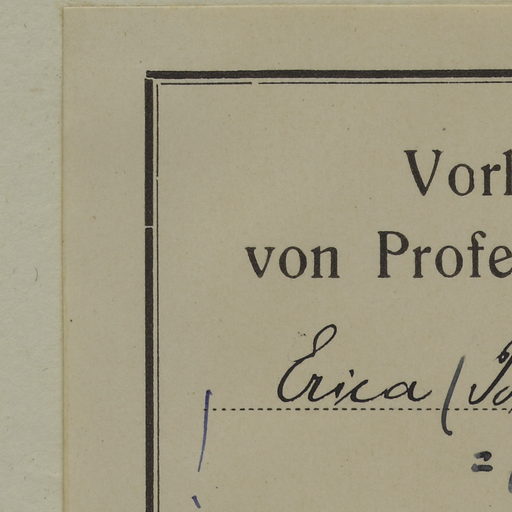 Vorl
von Profe
Erica (
=